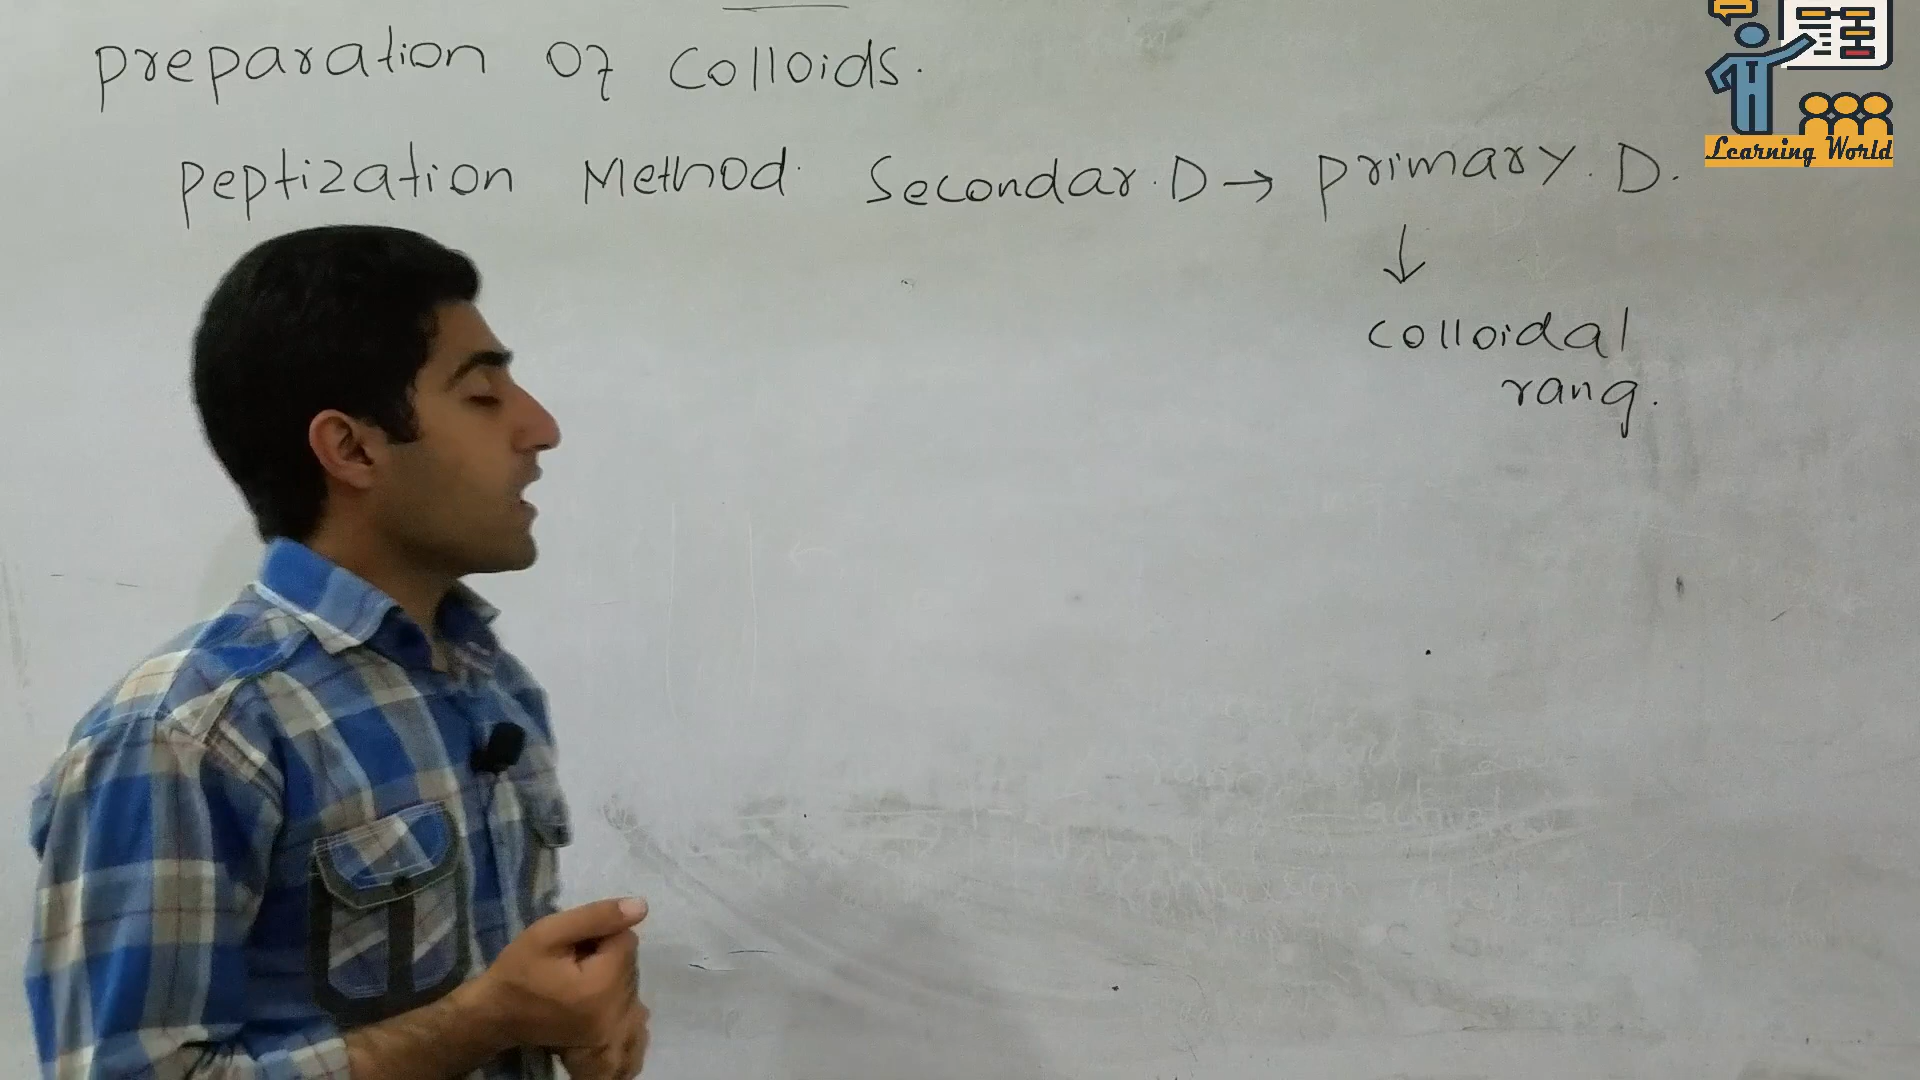 preparation of Colloids.
Peptization Method. Secondar.D → primary.D.
↓
Colloidal
rang.
Learning World